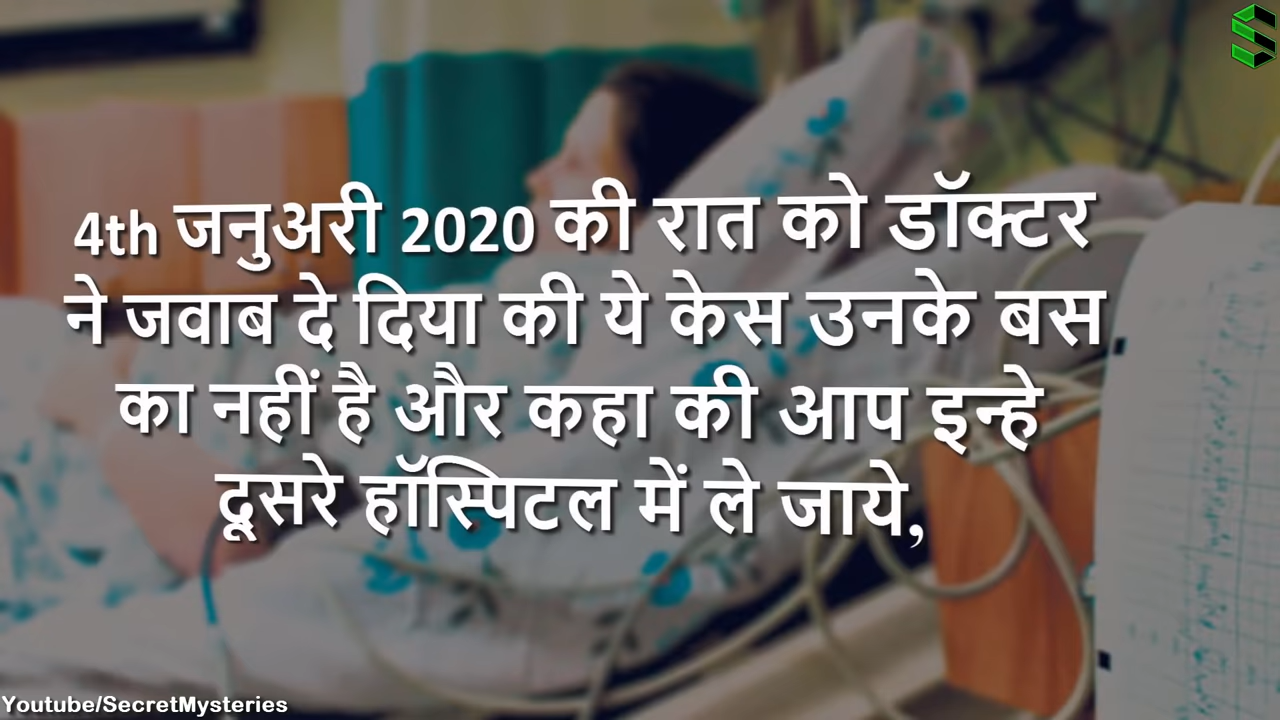 4th जनुअरी 2020 की रात को डॉक्टर
ने जवाब दे दिया की ये केस उनके बस
का नहीं है और कहा की आप इन्हे
दूसरे हॉस्पिटल में ले जाये,
Youtube/SecretMysteries